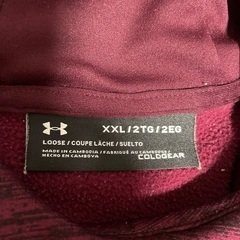 XXL/2TG/2EG
LOOSE / COUPE LÂCHE / SUELTO
MADE IN CAMBODIA / FABRIQUÉ AU CAMBODGE /
HECHO EN CAMBOYA
COLDGEAR